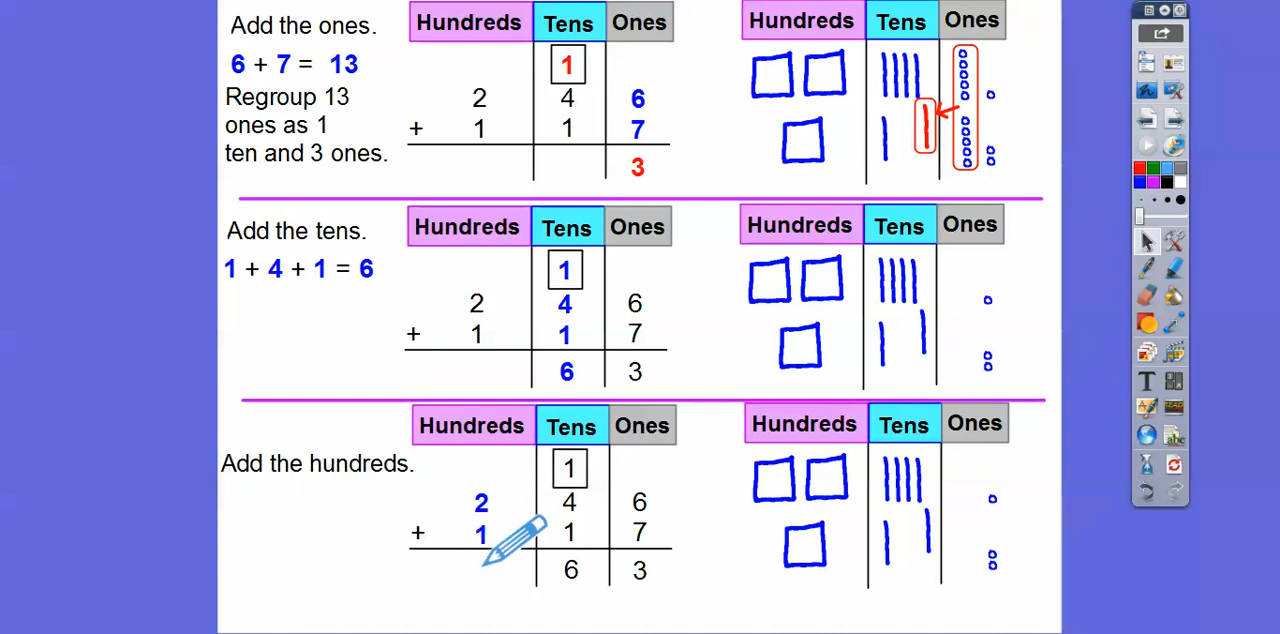 Add the ones.
6 + 7 = 13
Regroup 13
ones as 1
ten and 3 ones.
Hundreds Tens Ones
1
2 4 6
+ 1 1 7
3
Hundreds Tens Ones
Add the tens.
1 + 4 + 1 = 6
Hundreds Tens Ones
1
2 4 6
+ 1 1 7
6 3
Hundreds Tens Ones
Add the hundreds.
Hundreds Tens Ones
1
2 4 6
+ 1 1 7
6 3
Hundreds Tens Ones
T
abc